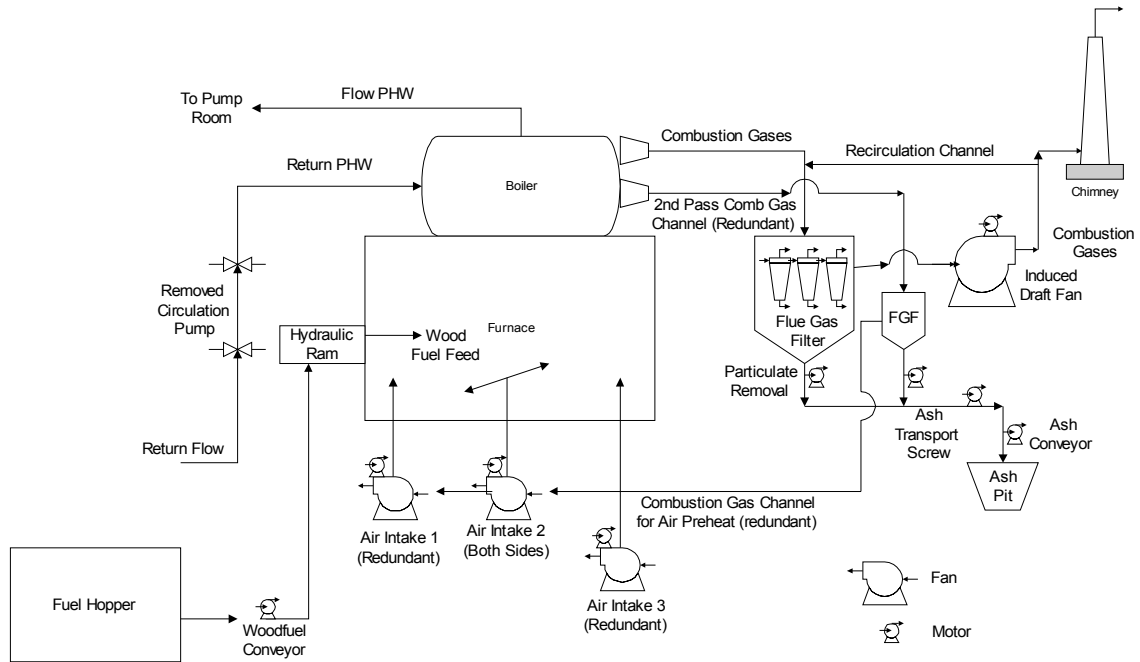 Flow PHW
To Pump
Room
Combustion Gases
Recirculation Channel
Return PHW
Boiler
Chimney
2nd Pass Comb Gas
Channel (Redundant)
Combustion
Gases
Induced
Draft Fan
Removed
Circulation
Pump
Hydraulic
Ram
Wood
Fuel Feed
Furnace
Flue Gas
Filter
FGF
Particulate
Removal
Return Flow
Ash
Transport
Screw
Ash
Conveyor
Ash
Pit
Combustion Gas Channel
for Air Preheat (redundant)
Air Intake 1
(Redundant)
Air Intake 2
(Both Sides)
Air Intake 3
(Redundant)
Fan
Fuel Hopper
Woodfuel
Conveyor
Motor